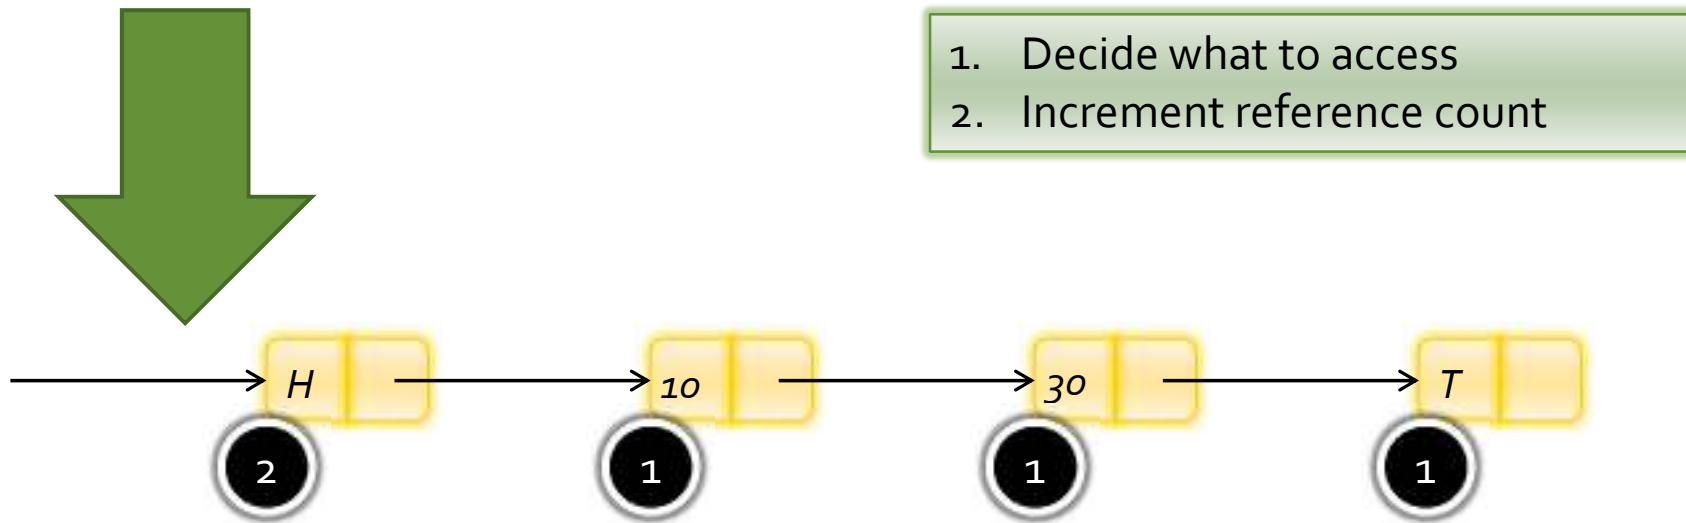 1. Decide what to access
2. Increment reference count
H 10 30 T
2 1 1 1